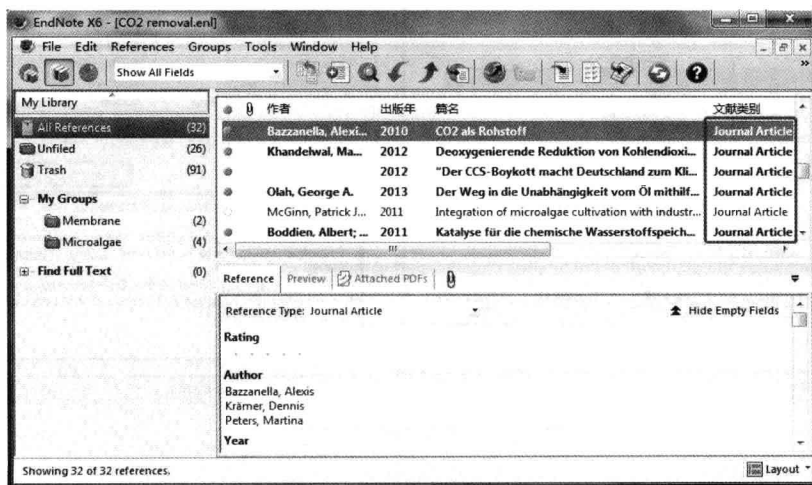 EndNote X6 - [CO2 removal.enl]
File Edit References Groups Tools Window Help
Show All Fields
My Library
All References (32)
Unfiled (26)
Trash (91)
My Groups
Membrane (2)
Microalgae (4)
Find Full Text (0)
作者 出版年 篇名 文献类别
Bazzanella, Alexi... 2010 CO2 als Rohstoff Journal Article
Khandelwal, Ma... 2012 Deoxygenierende Reduktion von Kohlendioxi... Journal Article
2012 "Der CCS-Boykott macht Deutschland zum Kli... Journal Article
Olah, George A. 2013 Der Weg in die Unabhängigkeit vom Öl mithilf... Journal Article
McGinn, Patrick J... 2011 Integration of microalgae cultivation with industr... Journal Article
Boddien, Albert; ... 2011 Katalyse für die chemische Wasserstoffspeich... Journal Article
Reference Preview Attached PDFs
Reference Type: Journal Article Hide Empty Fields
Rating
Author
Bazzanella, Alexis
Krämer, Dennis
Peters, Martina
Year
Showing 32 of 32 references. Layout